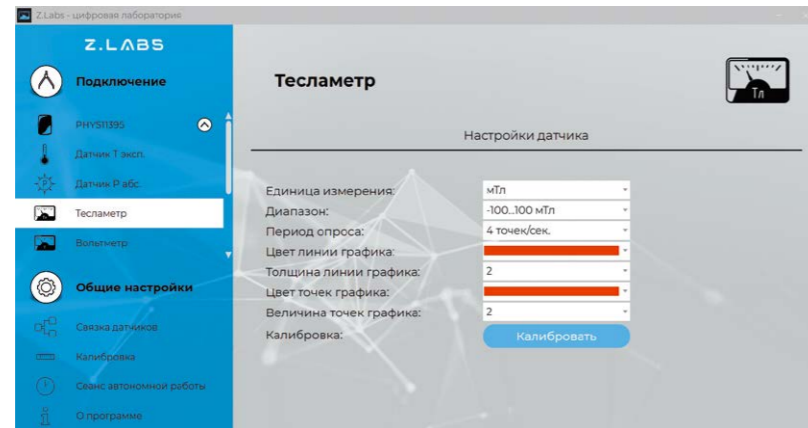 Z.Labs - цифровая лаборатория
Z.LABS
Подключение
PHYS11395
Датчик Т эксп.
Датчик Р абс.
Тесламетр
Вольтметр
Общие настройки
Связка датчиков
Калибровка
Сеанс автономной работы
О программе
Тесламетр
Тл
Настройки датчика
Единица измерения: мТл
Диапазон: -100...100 мТл
Период опроса: 4 точек/сек.
Цвет линии графика:
Толщина линии графика: 2
Цвет точек графика:
Величина точек графика: 2
Калибровка: Калибровать